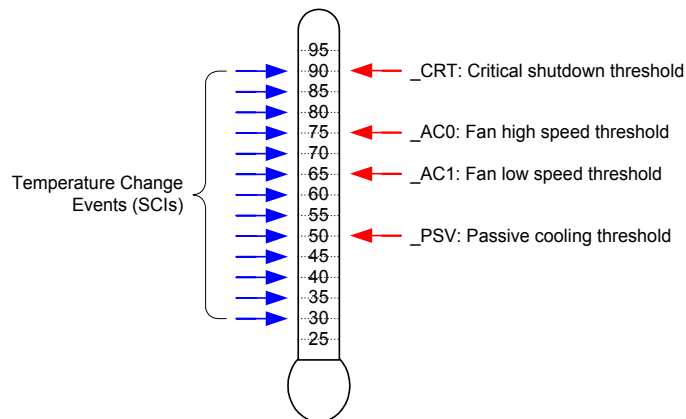 95
90
85
80
75
70
65
60
55
50
45
40
35
30
25
_CRT: Critical shutdown threshold
_AC0: Fan high speed threshold
_AC1: Fan low speed threshold
_PSV: Passive cooling threshold
Temperature Change
Events (SCIs)